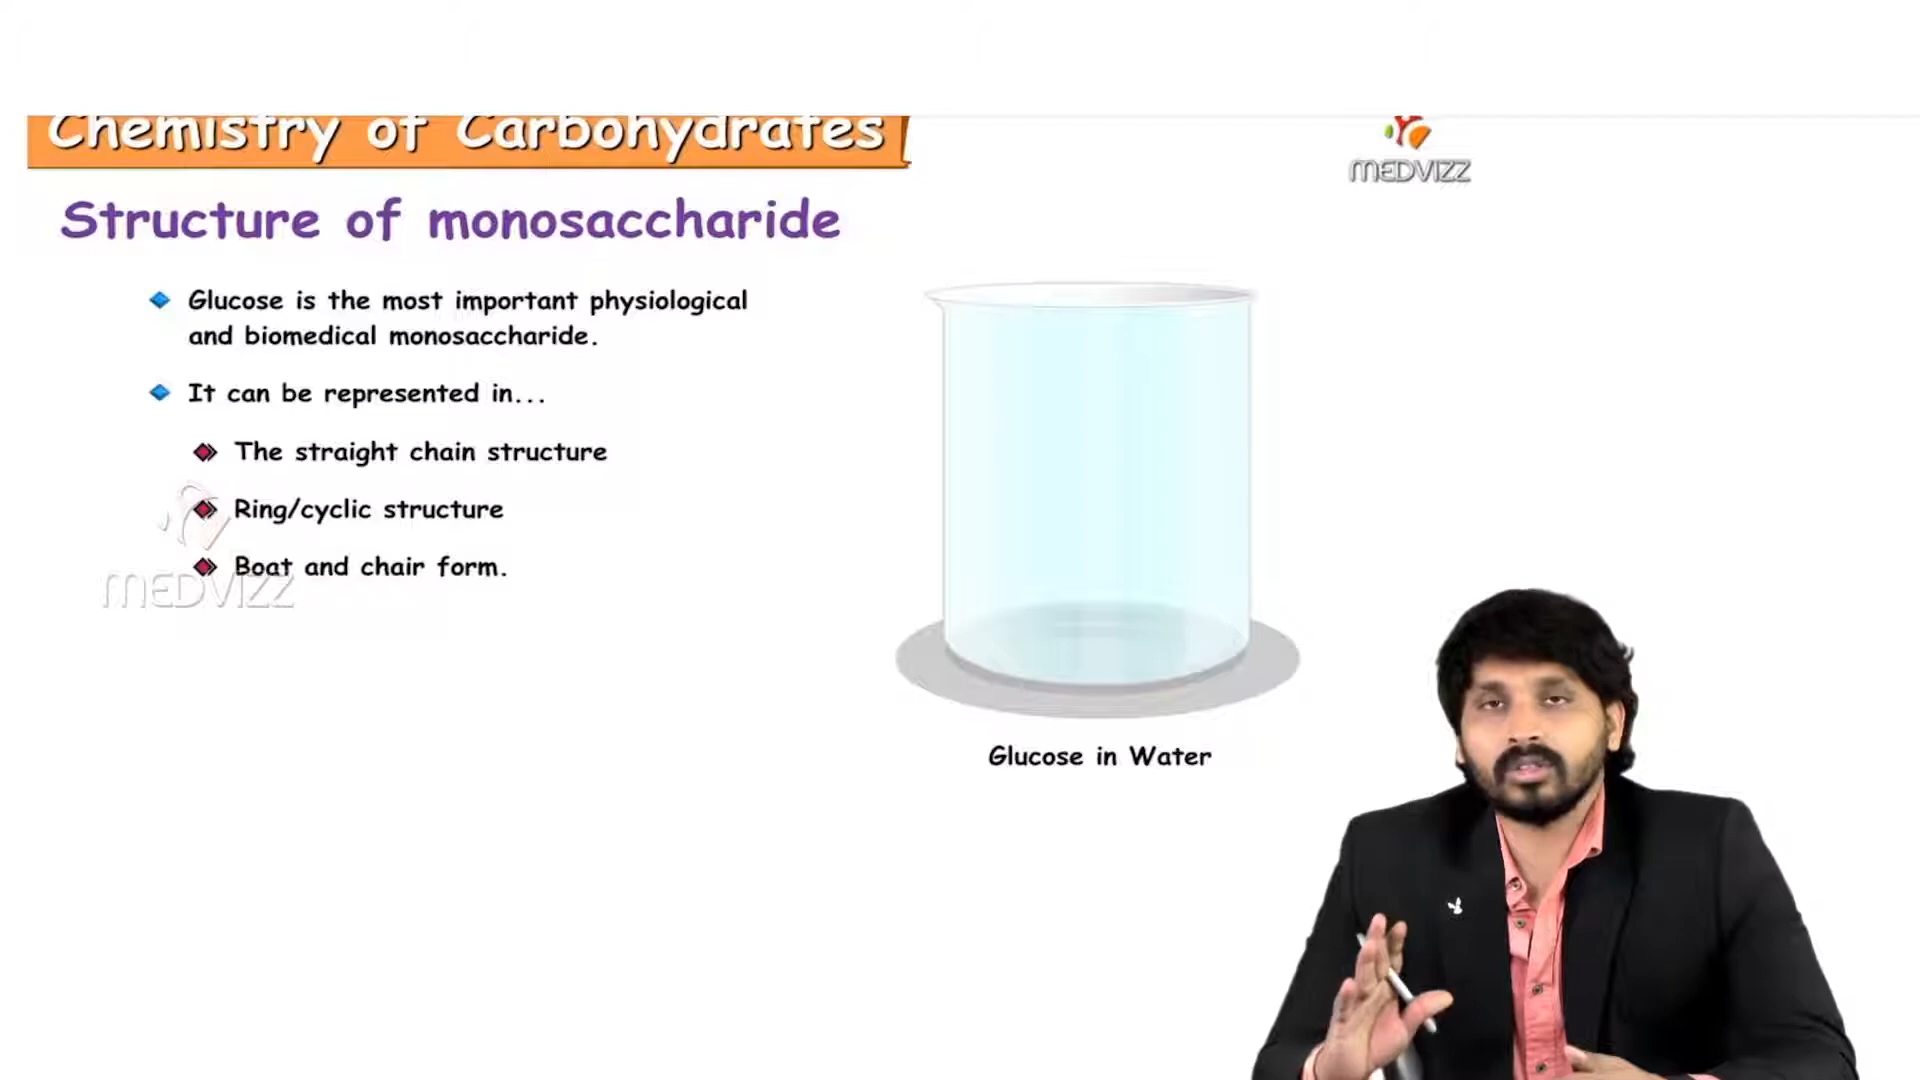 Chemistry of Carbohydrates
MEDVIZZ
Structure of monosaccharide
Glucose is the most important physiological
and biomedical monosaccharide.
It can be represented in...
The straight chain structure
Ring/cyclic structure
Boat and chair form.
MEDVIZZ
Glucose in Water